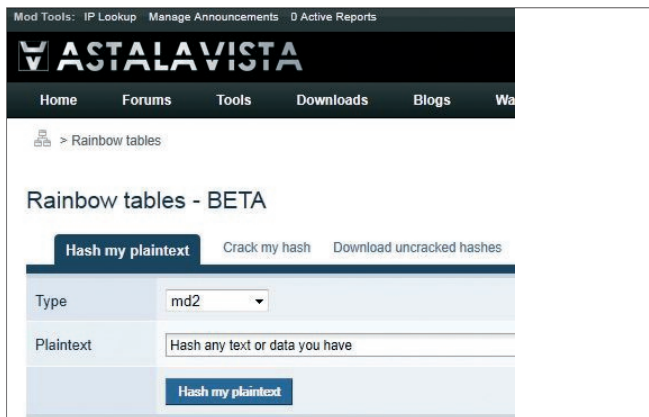 Mod Tools: IP Lookup Manage Announcements 0 Active Reports
ASTALAVISTA
Home Forums Tools Downloads Blogs Wa
> Rainbow tables
Rainbow tables - BETA
Hash my plaintext Crack my hash Download uncracked hashes
Type md2
Plaintext Hash any text or data you have
Hash my plaintext